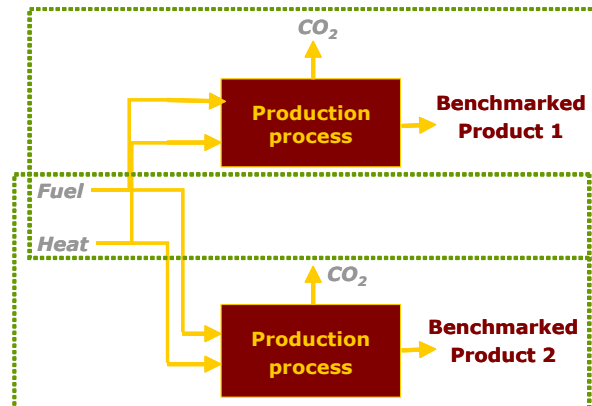 CO2
Production
process
Benchmarked
Product 1
Fuel
Heat
CO2
Production
process
Benchmarked
Product 2